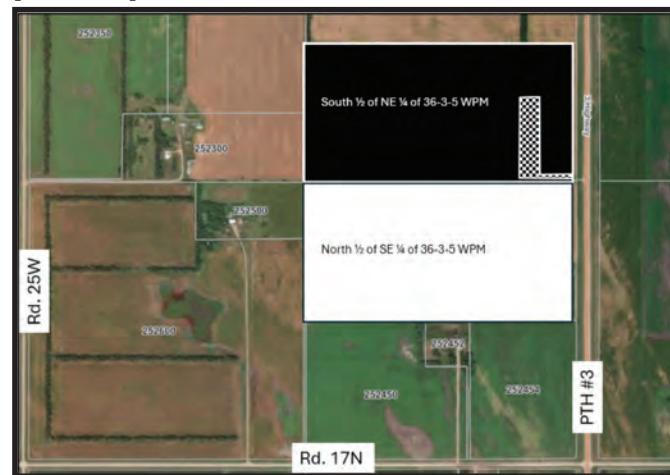 252350
South ½ of NE ¼ of 36-3-5 WPM
252300
252500
North ½ of SE ¼ of 36-3-5 WPM
Rd. 25W
252600
252452
252450
252454
PTH #3
Rd. 17N